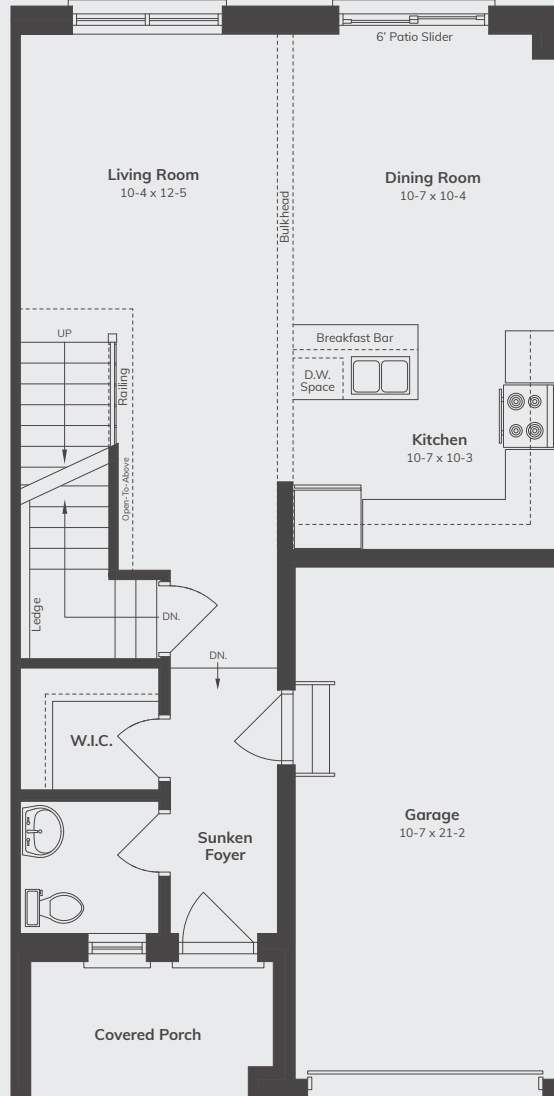 6' Patio Slider
Living Room
10-4 x 12-5
Dining Room
10-7 x 10-4
Bulkhead
UP
Railing
Open-To-Above
Breakfast Bar
D.W.
Space
Kitchen
10-7 x 10-3
Ledge
DN.
DN.
W.I.C.
Sunken
Foyer
Garage
10-7 x 21-2
Covered Porch